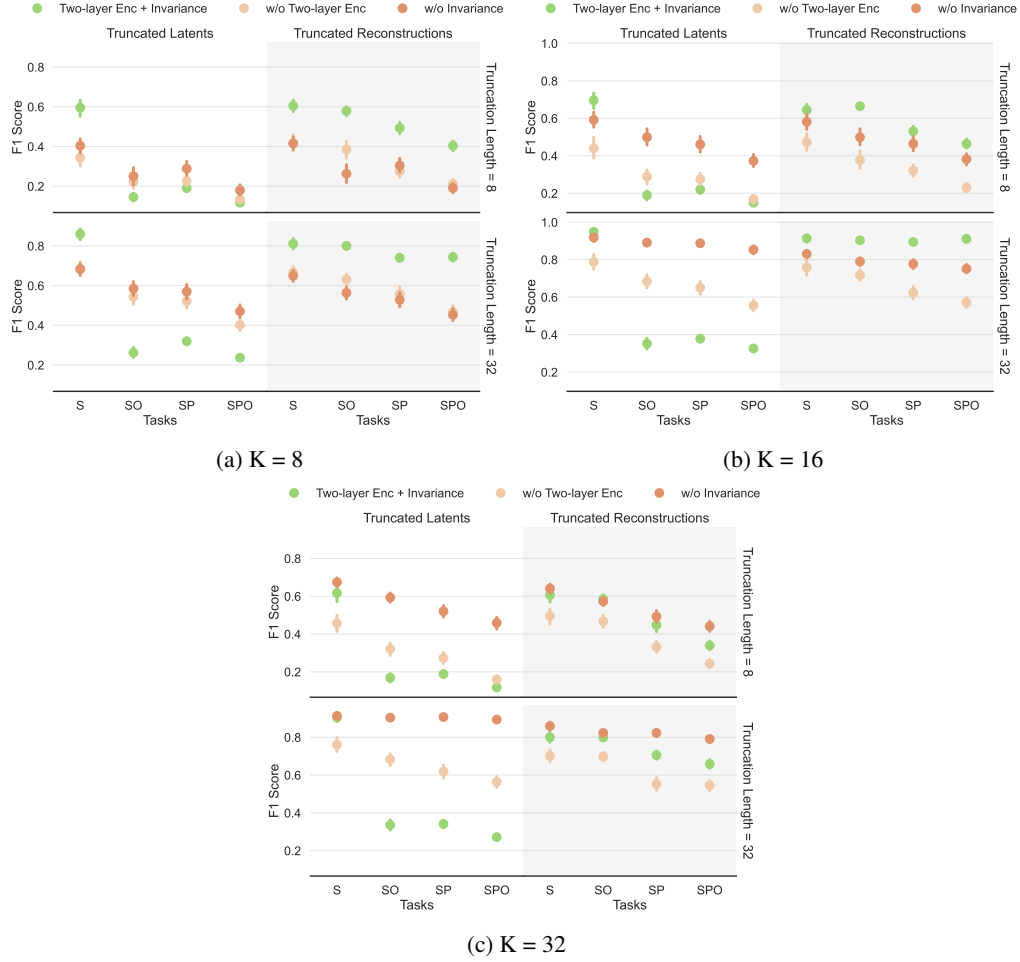 Two-layer Enc + Invariance w/o Two-layer Enc w/o Invariance
Truncated Latents Truncated Reconstructions
0.8
0.6
0.4
0.2
F1 Score
Truncation Length = 8
0.8
0.6
0.4
0.2
F1 Score
Truncation Length = 32
S SO SP SPO S SO SP SPO
Tasks Tasks
(a) K = 8
Two-layer Enc + Invariance w/o Two-layer Enc w/o Invariance
Truncated Latents Truncated Reconstructions
1.0
0.8
0.6
0.4
0.2
F1 Score
Truncation Length = 8
1.0
0.8
0.6
0.4
0.2
F1 Score
Truncation Length = 32
S SO SP SPO S SO SP SPO
Tasks Tasks
(b) K = 16
Two-layer Enc + Invariance w/o Two-layer Enc w/o Invariance
Truncated Latents Truncated Reconstructions
0.8
0.6
0.4
0.2
F1 Score
Truncation Length = 8
0.8
0.6
0.4
0.2
F1 Score
Truncation Length = 32
S SO SP SPO S SO SP SPO
Tasks Tasks
(c) K = 32